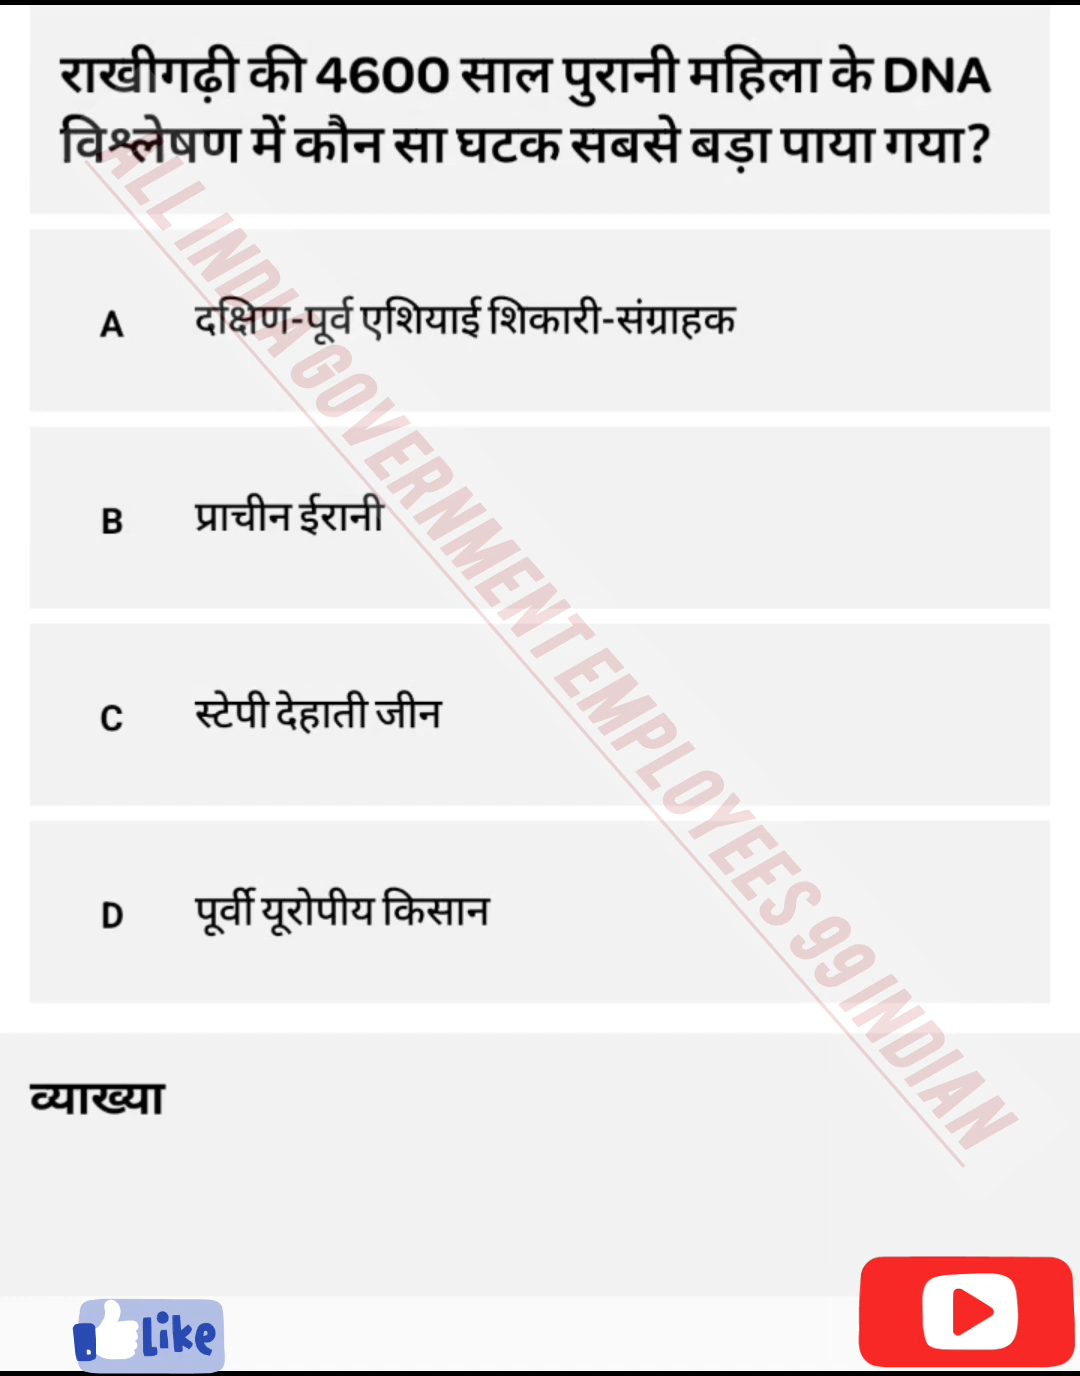 राखीगढ़ी की 4600 साल पुरानी महिला के DNA
विश्लेषण में कौन सा घटक सबसे बड़ा पाया गया?
A दक्षिण-पूर्व एशियाई शिकारी-संग्राहक
B प्राचीन ईरानी
C स्टेपी देहाती जीन
D पूर्वी यूरोपीय किसान
ALL INDIA GOVERNMENT EMPLOYEES 99 INDIAN
व्याख्या
Like